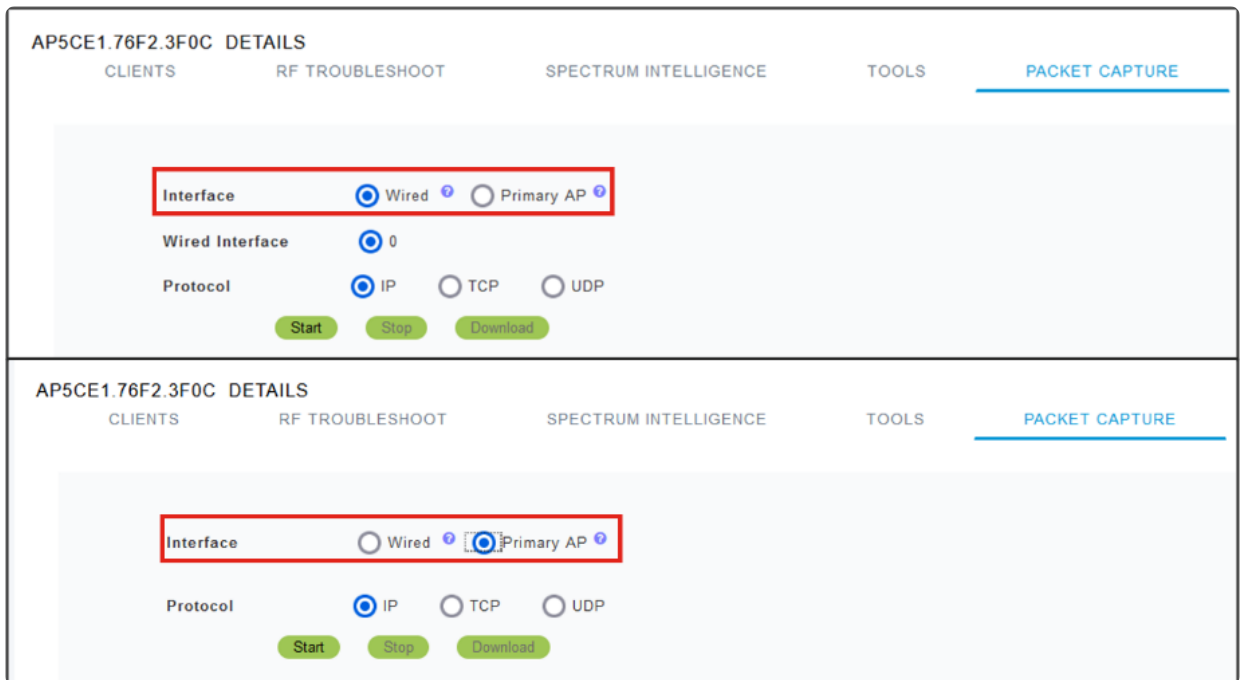 AP5CE1.76F2.3F0C DETAILS
CLIENTS RF TROUBLESHOOT SPECTRUM INTELLIGENCE TOOLS PACKET CAPTURE
Interface Wired ? Primary AP ?
Wired Interface 0
Protocol IP TCP UDP
Start Stop Download
AP5CE1.76F2.3F0C DETAILS
CLIENTS RF TROUBLESHOOT SPECTRUM INTELLIGENCE TOOLS PACKET CAPTURE
Interface Wired ? Primary AP ?
Protocol IP TCP UDP
Start Stop Download